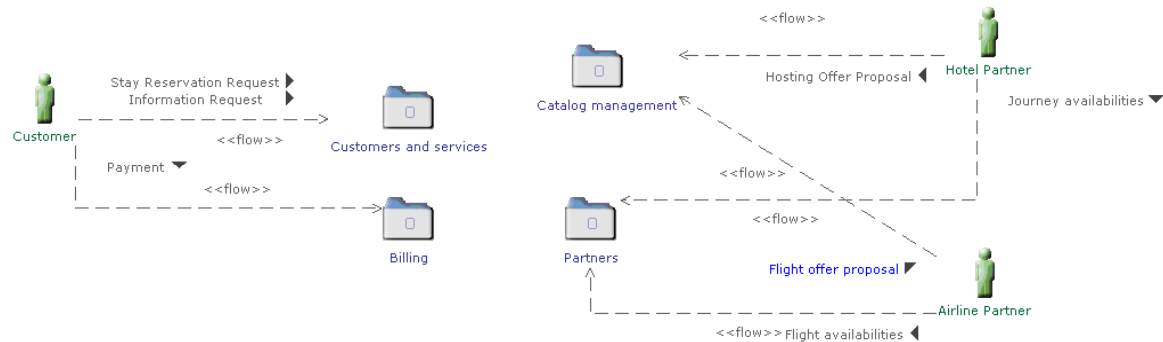 <<flow>>
Hosting Offer Proposal
Hotel Partner
Stay Reservation Request
Information Request
Catalog management
Journey availabilities
Customer
<<flow>>
Customers and services
Payment
<<flow>>
<<flow>>
<<flow>>
Billing
Partners
Flight offer proposal
Airline Partner
<<flow>> Flight availabilities